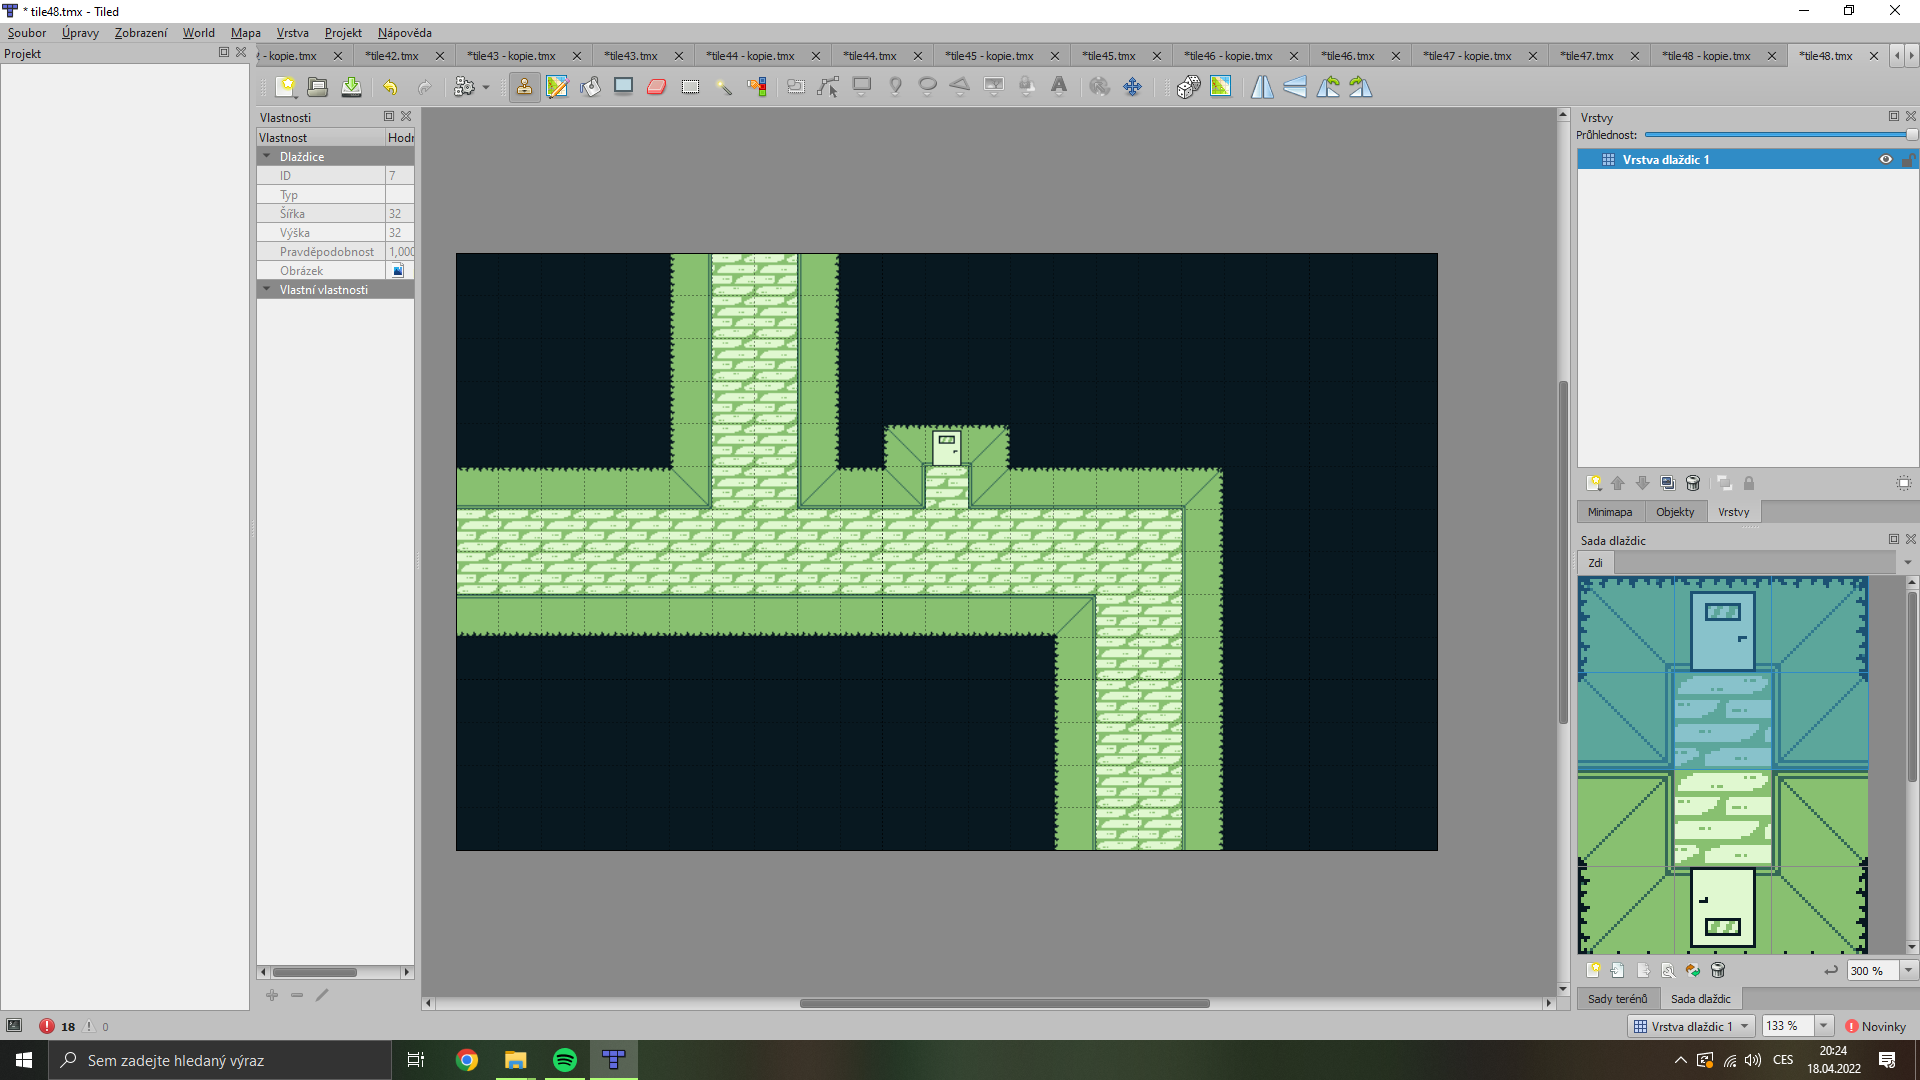 * tile48.tmx - Tiled
Soubor Úpravy Zobrazení World Mapa Vrstva Projekt Nápověda
Projekt
- kopie.tmx *tile42.tmx *tile43 - kopie.tmx *tile43.tmx *tile44 - kopie.tmx *tile44.tmx *tile45 - kopie.tmx *tile45.tmx *tile46 - kopie.tmx *tile46.tmx *tile47 - kopie.tmx *tile47.tmx *tile48 - kopie.tmx *tile48.tmx
Vlastnosti
Vlastnost Hodr
Dlaždice
ID 7
Typ
Šířka 32
Výška 32
Pravděpodobnost 1,000
Obrázek
Vlastní vlastnosti
Vrstvy
Průhlednost:
Vrstva dlaždic 1
Minimapa Objekty Vrstvy
Sada dlaždic
Zdi
300 %
Sady terénů Sada dlaždic
18 0
Vrstva dlaždic 1 133 % Novinky
Sem zadejte hledaný výraz
CES
20:24
18.04.2022